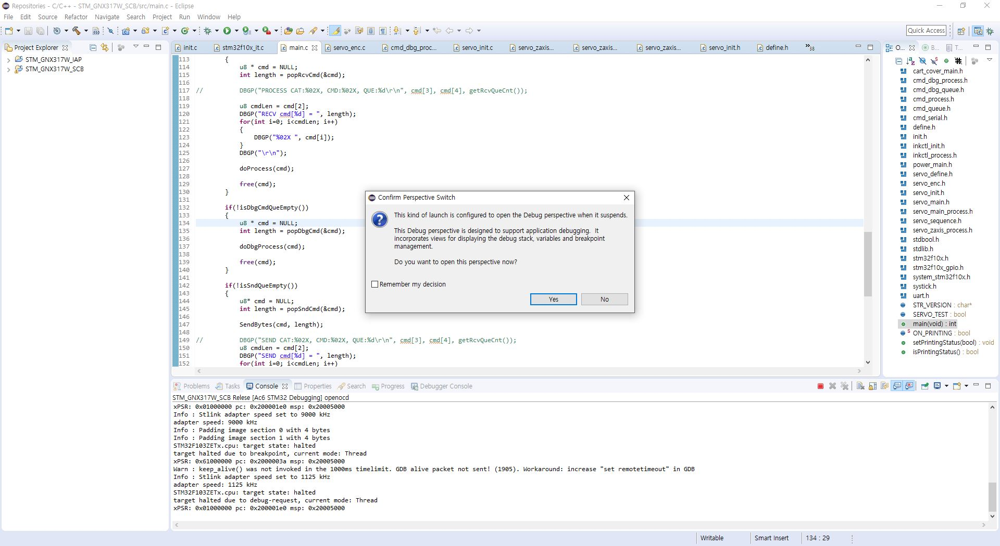 Repositories - C/C++ - STM_GNX317W_SCB/src/main.c - Eclipse
File Edit Source Refactor Navigate Search Project Run Window Help
Quick Access
Project Explorer
STM_GNX317W_IAP
STM_GNX317W_SCB
init.c stm32f10x_it.c main.c servo_enc.c cmd_dbg_proc... servo_init.c servo_zaxis... servo_zaxis... servo_zaxis... servo_init.h define.h »38
113 {
114 u8 * cmd = NULL;
115 int length = popRcvCmd(&cmd);
116
117 // DBGP("PROCESS CAT:%02X, CMD:%02X, QUE:%d\r\n", cmd[3], cmd[4], getRcvQueCnt());
118
119 u8 cmdLen = cmd[2];
120 DBGP("RECV cmd[%d] = ", length);
121 for(int i=0; i<cmdLen; i++)
122 {
123 DBGP("%02X ", cmd[i]);
124 }
125 DBGP("\r\n");
126
127 doProcess(cmd);
128
129 free(cmd);
130 }
131
132 if(!isDbgCmdQueEmpty())
133 {
134 u8 * cmd = NULL;
135 int length = popDbgCmd(&cmd);
136
137 doDbgProcess(cmd);
138
139 free(cmd);
140 }
141
142 if(!isSndQueEmpty())
143 {
144 u8* cmd = NULL;
145 int length = popSndCmd(&cmd);
146
147 SendBytes(cmd, length);
148
149 // DBGP("SEND CAT:%02X, CMD:%02X, QUE:%d\r\n", cmd[3], cmd[4], getRcvQueCnt());
150 u8 cmdLen = cmd[2];
151 DBGP("SEND cmd[%d] = ", length);
152 for(int i=0; i<cmdLen; i++)
Confirm Perspective Switch
This kind of launch is configured to open the Debug perspective when it suspends.
This Debug perspective is designed to support application debugging. It
incorporates views for displaying the debug stack, variables and breakpoint
management.
Do you want to open this perspective now?
Remember my decision
Yes No
O... B... T...
cart_cover_main.h
cmd_dbg_process.h
cmd_dbg_queue.h
cmd_process.h
cmd_queue.h
cmd_serial.h
define.h
init.h
inkctl_init.h
inkctl_process.h
power_main.h
servo_define.h
servo_enc.h
servo_init.h
servo_main.h
servo_main_process.h
servo_sequence.h
servo_zaxis_process.h
stdbool.h
stdlib.h
stm32f10x.h
stm32f10x_gpio.h
system_stm32f10x.h
systick.h
uart.h
STR_VERSION : char*
SERVO_TEST : bool
main(void) : int
ON_PRINTING : bool
setPrintingStatus(bool) : void
isPrintingStatus() : bool
Problems Tasks Console Properties Search Progress Debugger Console
STM_GNX317W_SCB Relese [Ac6 STM32 Debugging] openocd
xPSR: 0x01000000 pc: 0x200001e0 msp: 0x20005000
Info : Stlink adapter speed set to 9000 kHz
adapter speed: 9000 kHz
Info : Padding image section 0 with 4 bytes
Info : Padding image section 1 with 4 bytes
STM32F103ZETx.cpu: target state: halted
target halted due to breakpoint, current mode: Thread
xPSR: 0x61000000 pc: 0x2000003a msp: 0x20005000
Warn : keep_alive() was not invoked in the 1000ms timelimit. GDB alive packet not sent! (1905). Workaround: increase "set remotetimeout" in GDB
Info : Stlink adapter speed set to 1125 kHz
adapter speed: 1125 kHz
STM32F103ZETx.cpu: target state: halted
target halted due to debug-request, current mode: Thread
xPSR: 0x01000000 pc: 0x200001e0 msp: 0x20005000
Writable Smart Insert 134 : 29